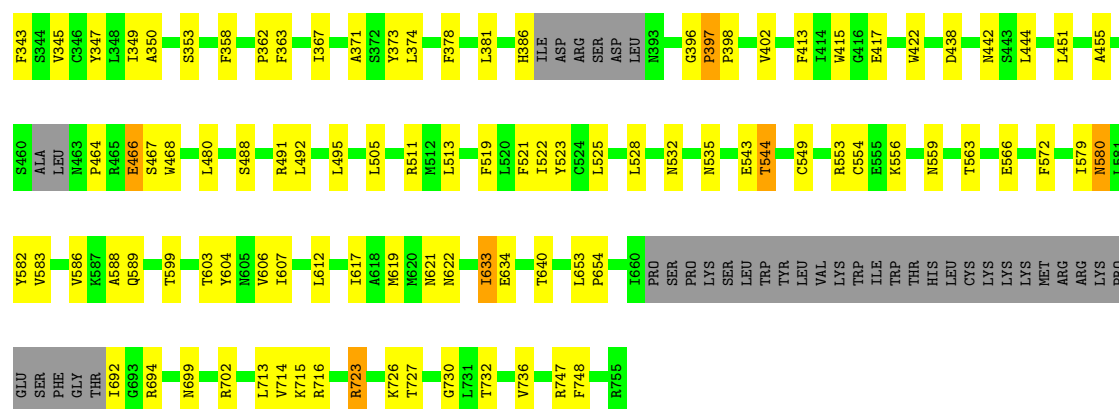 F343 S344 V345 C346 Y347 L348 I349 A350 S353 F358 P362 F363 I367 A371 S372 Y373 L374 F378 L381 H386 ILE ASP ARG SER ASP LEU N393 G396 P397 P398 V402 F413 I414 W415 G416 E417 W422 D438 N442 S443 L444 L451 A455
S460 ALA LEU N463 P464 R465 E466 S467 W468 L480 S488 R491 L492 L495 L505 R511 M512 L513 F519 L520 F521 I522 Y523 C524 L525 L528 N532 N535 E543 T544 C549 R553 C554 E555 K556 N559 T563 E566 F572 I579 N580 L581
Y582 V583 V586 K587 A588 Q589 T599 T603 Y604 N605 V606 I607 L612 I617 A618 M619 M620 N621 N622 I633 E634 T640 L653 P654 I660 PRO SER PRO LYS SER LEU TRP TYR LEU VAL LYS TRP ILE TRP THR HIS LEU CYS LYS LYS LYS MET ARG ARG LYS PRO
GLU SER PHE GLY THR I692 G693 R694 N699 R702 L713 V714 K715 R716 R723 K726 T727 G730 L731 T732 V736 R747 F748 R755